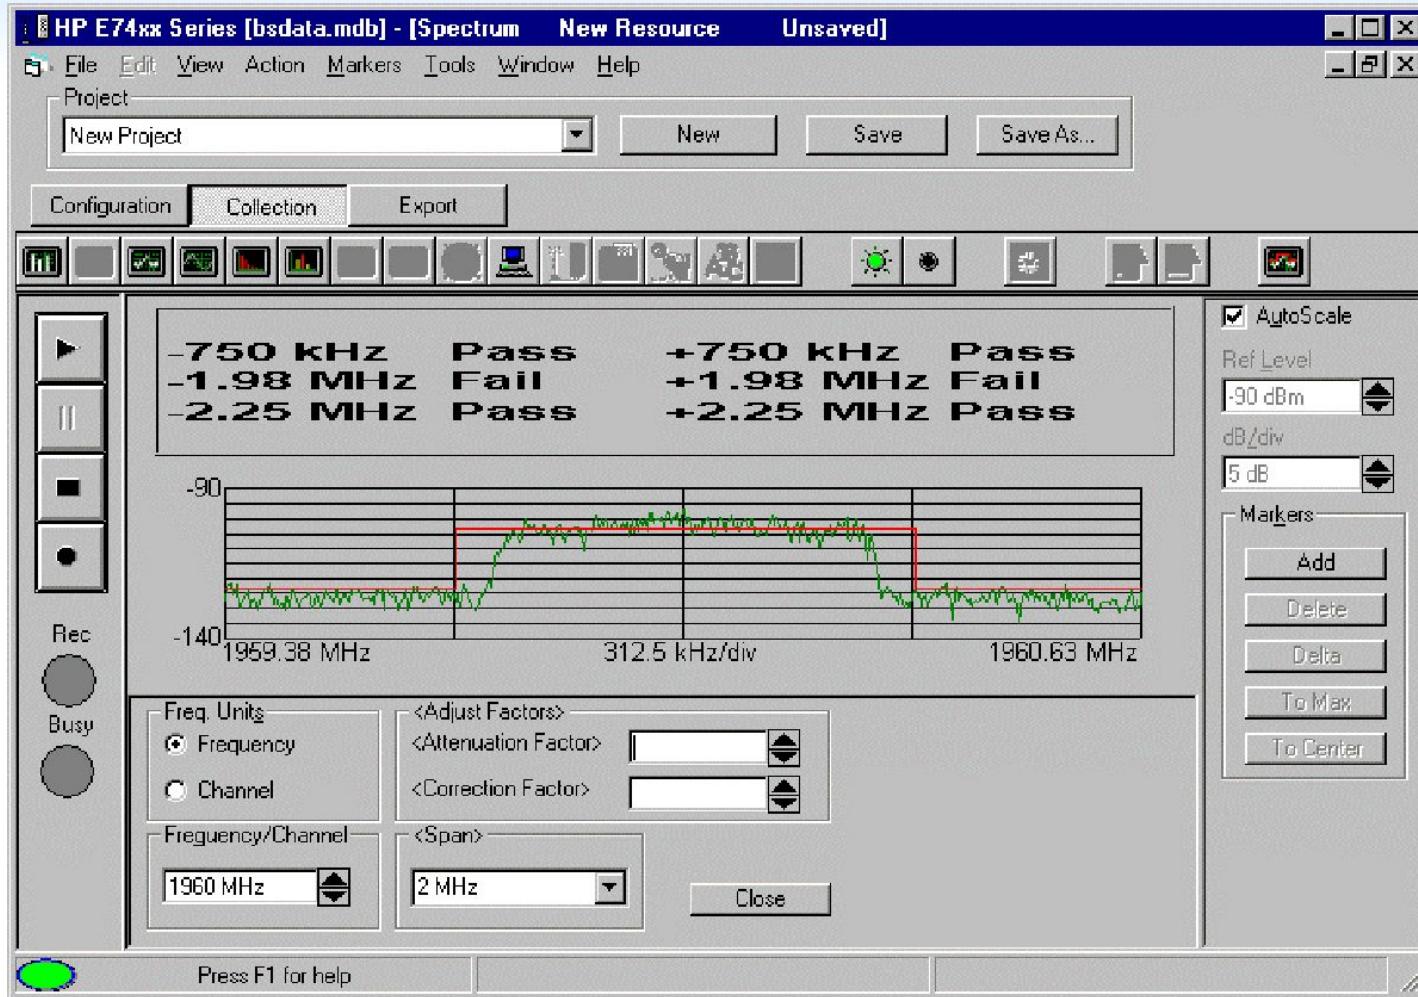 HP E74xx Series [bsdata.mdb] - [Spectrum New Resource Unsaved]
File Edit View Action Markers Tools Window Help
Project
New Project New Save Save As...
Configuration Collection Export
-750 kHz Pass +750 kHz Pass
-1.98 MHz Fail +1.98 MHz Fail
-2.25 MHz Pass +2.25 MHz Pass
AutoScale
Ref Level
-90 dBm
dB/div
5 dB
Markers
Add
Delete
Delta
To Max
To Center
-90
-140
1959.38 MHz 312.5 kHz/div 1960.63 MHz
Rec
Busy
Freq. Units
Frequency
Channel
<Adjust Factors>
<Attenuation Factor>
<Correction Factor>
Frequency/Channel
1960 MHz
<Span>
2 MHz
Close
Press F1 for help